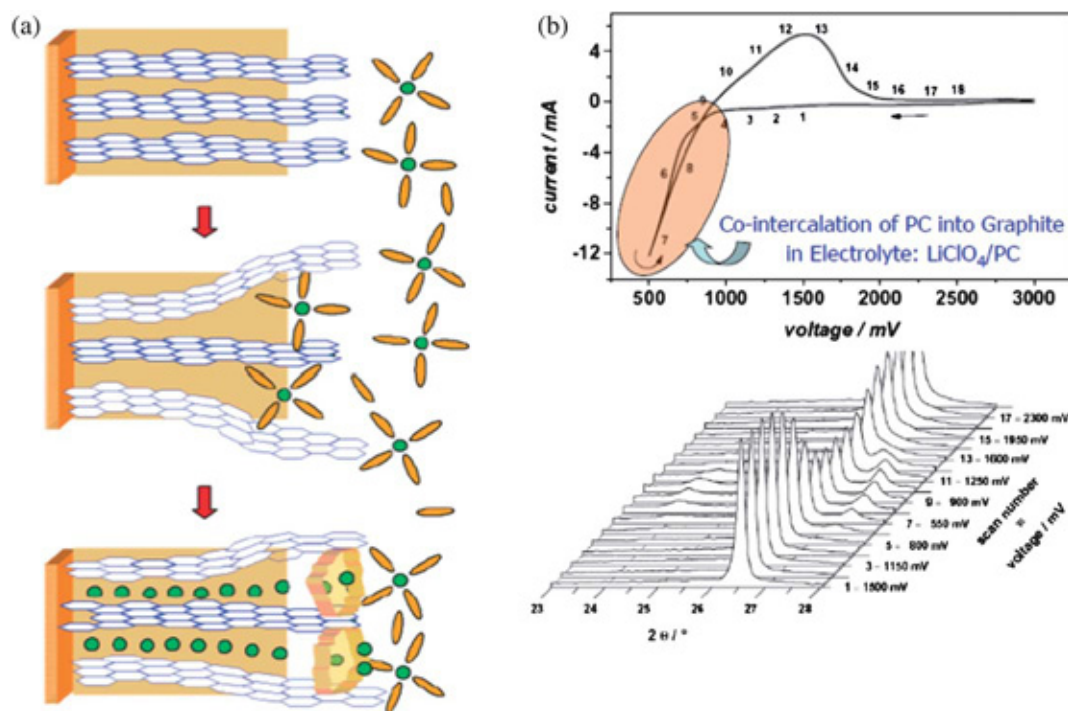 (a)
(b)
4
0
-4
-8
-12
current / mA
12 13
11
10
14
15 16 17 18
9
5
4 3 2 1
6 8
7
Co-intercalation of PC into Graphite
in Electrolyte: LiClO4/PC
500 1000 1500 2000 2500 3000
voltage / mV
17 = 2300 mV
15 = 1950 mV
13 = 1600 mV
11 = 1250 mV
9 = 900 mV
7 = 550 mV
5 = 800 mV
3 = 1150 mV
1 = 1500 mV
scan number
=
voltage / mV
23 24 25 26 27 28
2 Θ / °